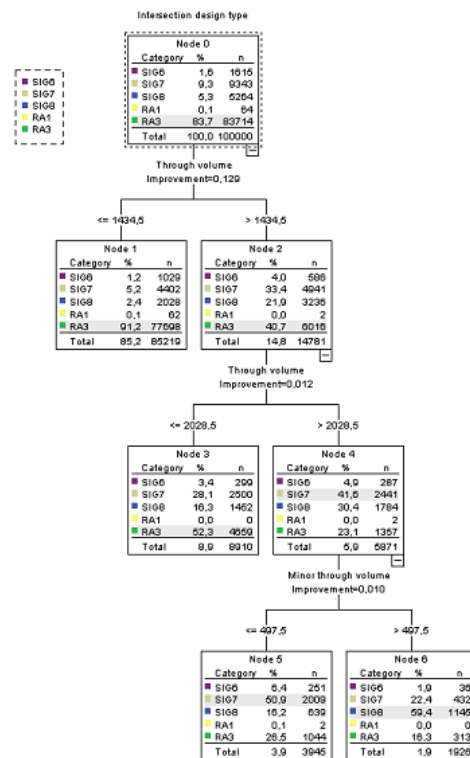 Intersection design type
SIG6
SIG7
SIG8
RA1
RA3
Node 0
Category % n
SIG6 1,6 1615
SIG7 9,3 9343
SIG8 5,3 5264
RA1 0,1 64
RA3 83,7 83714
Total 100,0 100000
Through volume
Improvement=0,129
<= 1434,5
> 1434,5
Node 1
Category % n
SIG6 1,2 1029
SIG7 5,2 4402
SIG8 2,4 2028
RA1 0,1 62
RA3 91,2 77698
Total 85,2 85219
Node 2
Category % n
SIG6 4,0 586
SIG7 33,4 4941
SIG8 21,9 3236
RA1 0,0 2
RA3 40,7 6016
Total 14,8 14781
Through volume
Improvement=0,012
<= 2028,5
> 2028,5
Node 3
Category % n
SIG6 3,4 299
SIG7 28,1 2500
SIG8 16,3 1452
RA1 0,0 0
RA3 52,3 4659
Total 8,9 8910
Node 4
Category % n
SIG6 4,9 287
SIG7 41,6 2441
SIG8 30,4 1784
RA1 0,0 2
RA3 23,1 1357
Total 5,9 5871
Minor through volume
Improvement=0,010
<= 497,5
> 497,5
Node 5
Category % n
SIG6 6,4 251
SIG7 50,9 2009
SIG8 16,2 639
RA1 0,1 2
RA3 26,5 1044
Total 3,9 3945
Node 6
Category % n
SIG6 1,9 36
SIG7 22,4 432
SIG8 59,4 1145
RA1 0,0 0
RA3 16,3 313
Total 1,9 1926